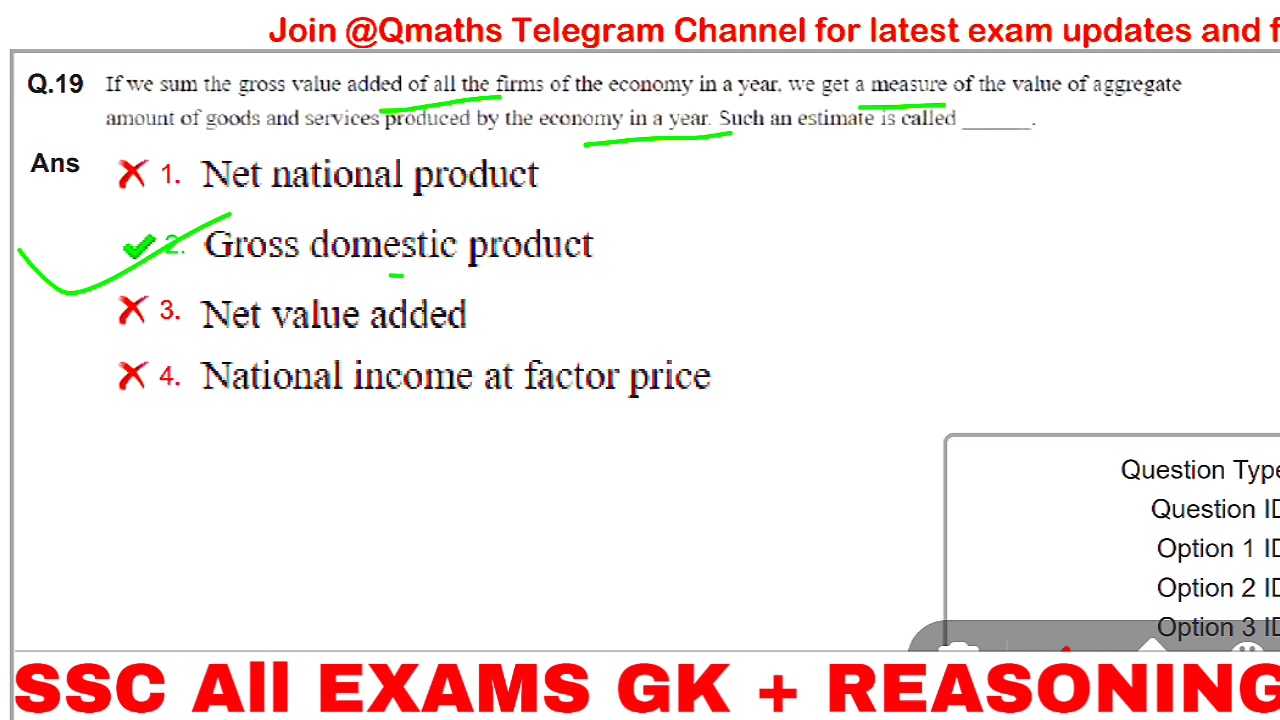 Join @Qmaths Telegram Channel for latest exam updates and f
Q.19 If we sum the gross value added of all the firms of the economy in a year, we get a measure of the value of aggregate
amount of goods and services produced by the economy in a year. Such an estimate is called _______.
Ans 1. Net national product
2. Gross domestic product
3. Net value added
4. National income at factor price
Question Type
Question ID
Option 1 ID
Option 2 ID
Option 3 ID
SSC All EXAMS GK + REASONING